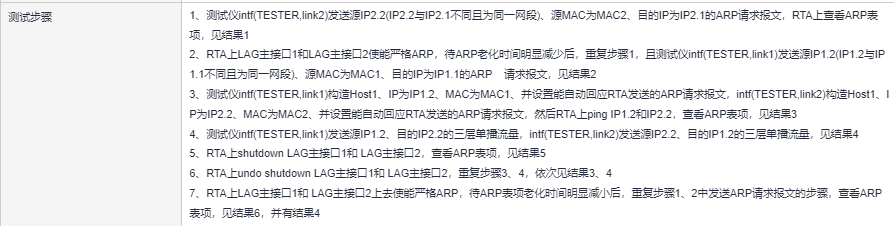 测试步骤
1、测试仪intf(TESTER,link2)发送源IP2.2(IP2.2与IP2.1不同且为同一网段)、源MAC为MAC2、目的IP为IP2.1的ARP请求报文，RTA上查看ARP表
项，见结果1
2、RTA上LAG主接口1和LAG主接口2使能严格ARP，待ARP老化时间明显减少后，重复步骤1，且测试仪intf(TESTER,link1)发送源IP1.2(IP1.2与IP
1.1不同且为同一网段)、源MAC为MAC1、目的IP为IP1.1的ARP 请求报文，见结果2
3、测试仪intf(TESTER,link1)构造Host1、IP为IP1.2、MAC为MAC1、并设置能自动回应RTA发送的ARP请求报文，intf(TESTER,link2)构造Host1、I
P为IP2.2、MAC为MAC2、并设置能自动回应RTA发送的ARP请求报文，然后RTA上ping IP1.2和IP2.2，查看ARP表项，见结果3
4、测试仪intf(TESTER,link1)发送源IP1.2、目的IP2.2的三层单播流量，intf(TESTER,link2)发送源IP2.2、目的IP1.2的三层单播流量，见结果4
5、RTA上shutdown LAG主接口1和 LAG主接口2，查看ARP表项，见结果5
6、RTA上undo shutdown LAG主接口1和 LAG主接口2，重复步骤3、4，依次见结果3、4
7、RTA上LAG主接口1和 LAG主接口2上去使能严格ARP，待ARP表项老化时间明显减小后，重复步骤1、2中发送ARP请求报文的步骤，查看ARP
表项，见结果6，并有结果4